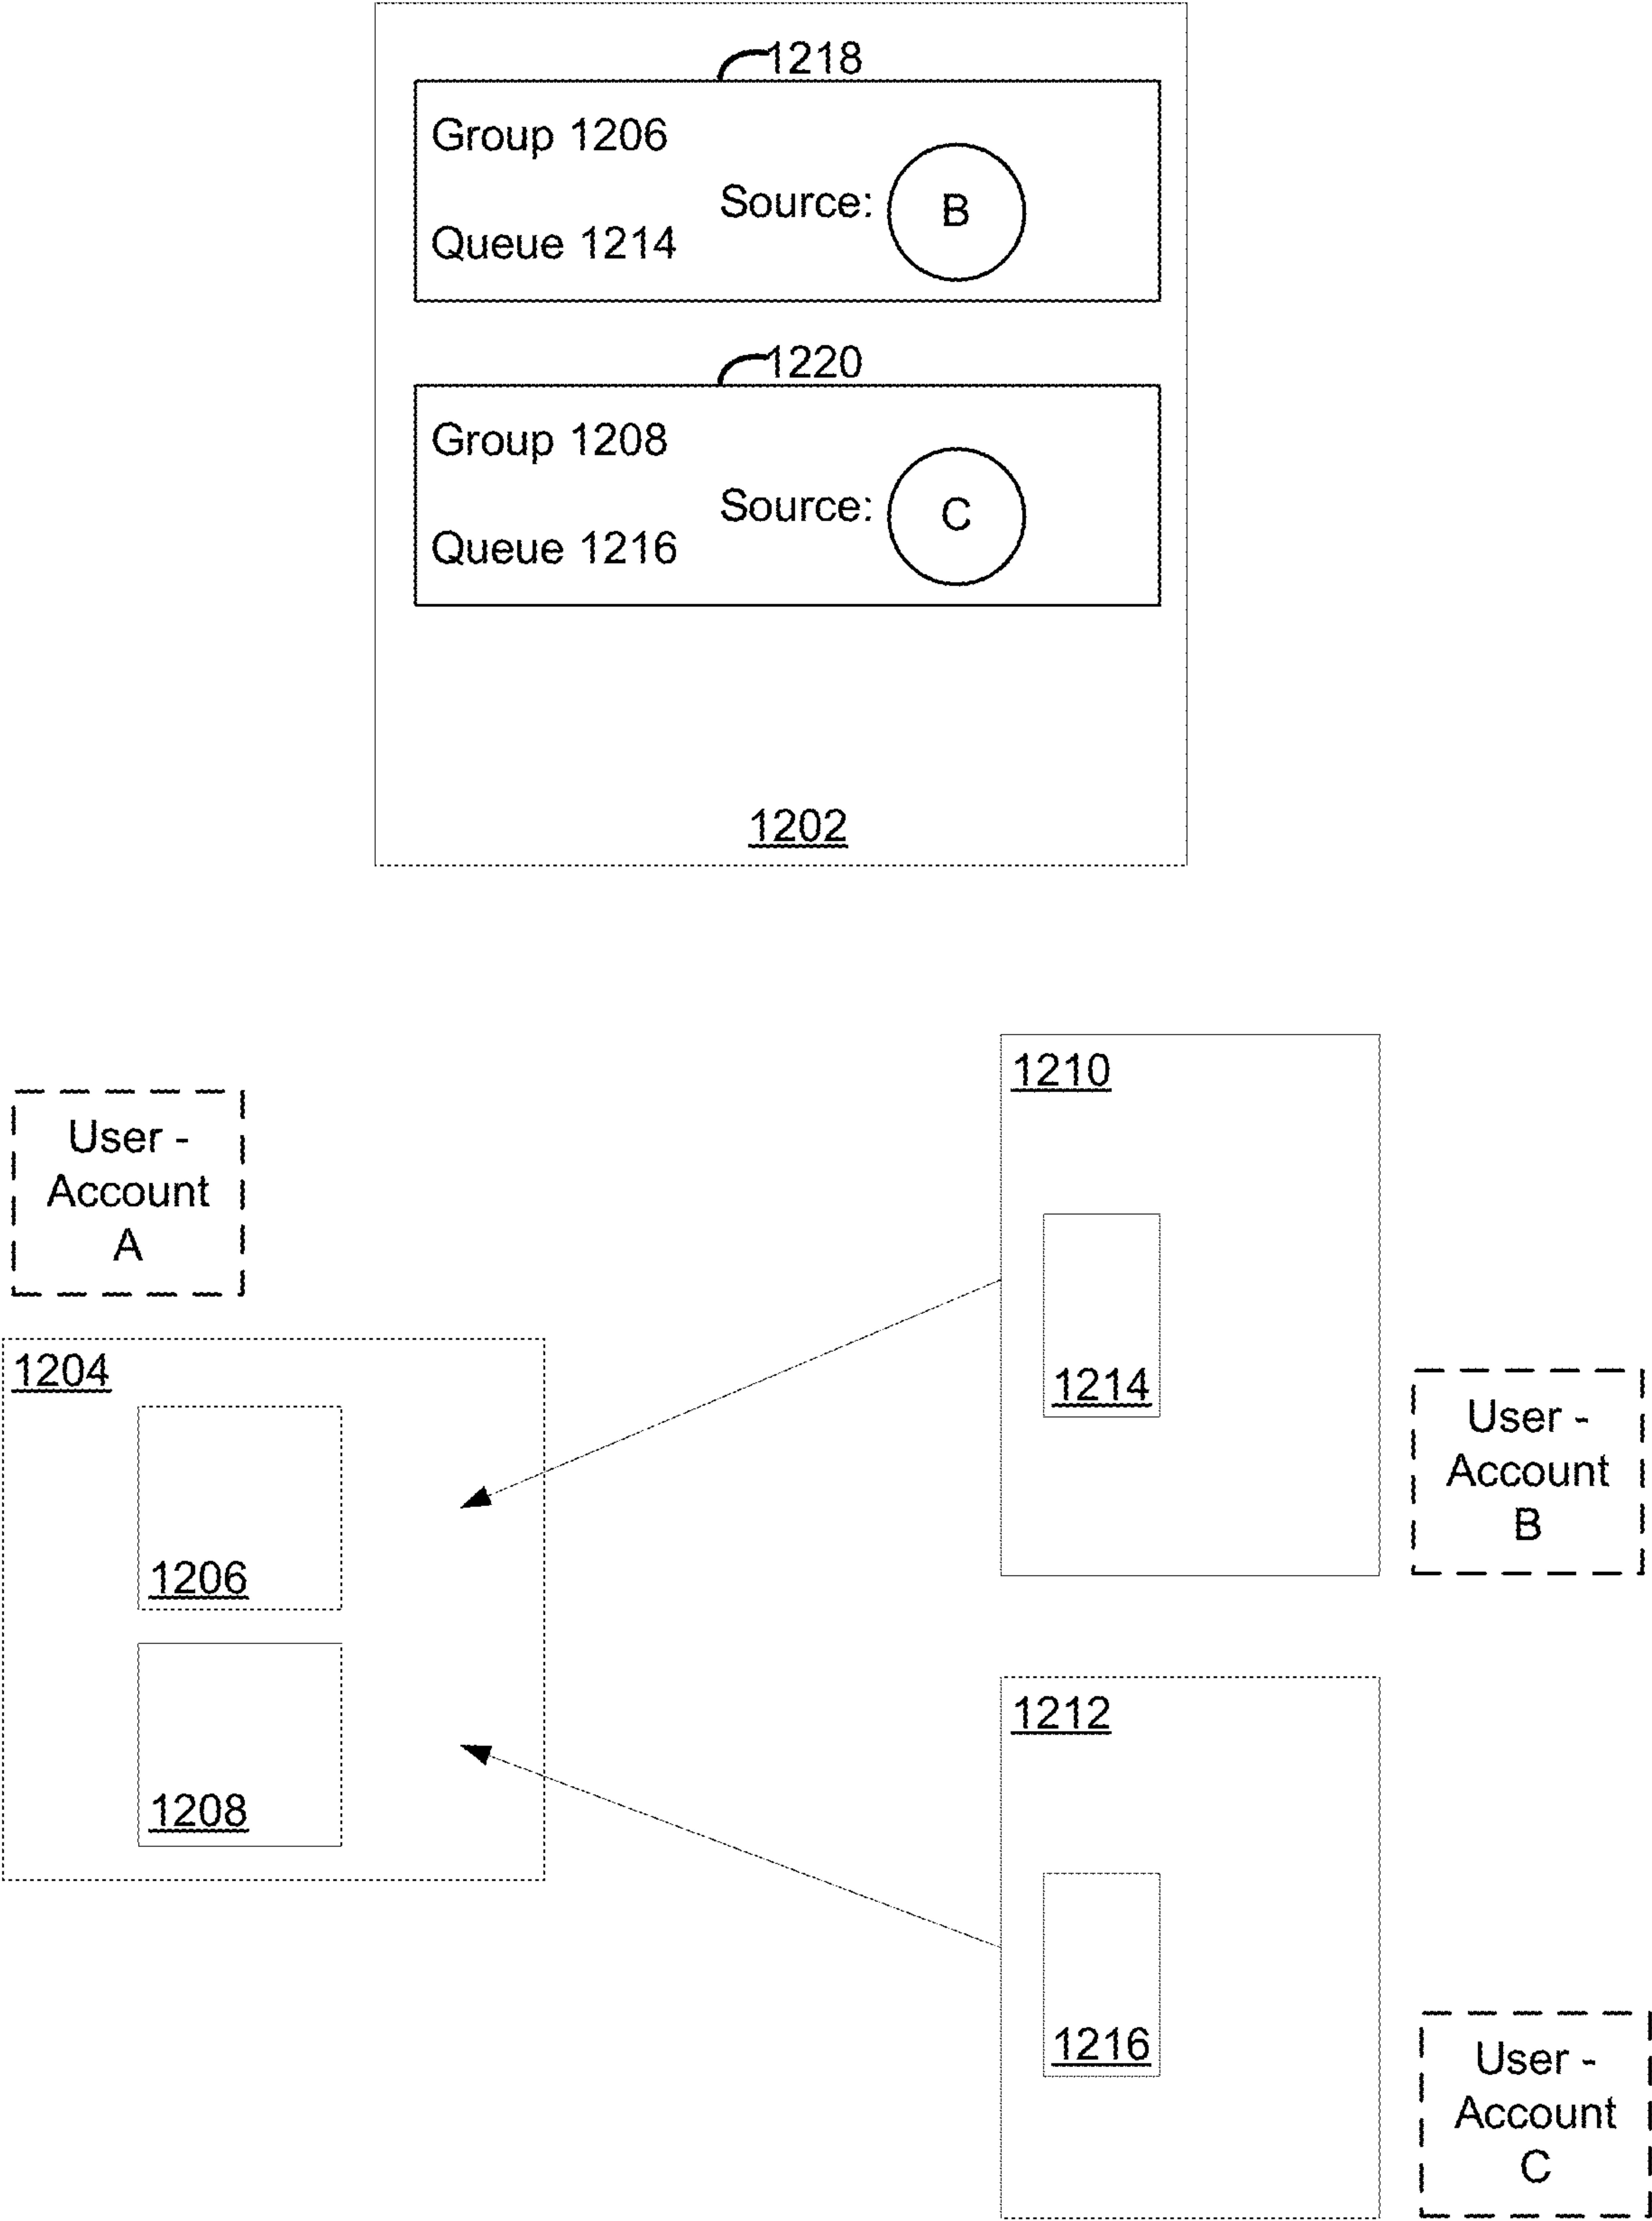 1218
Group 1206
Source:
B
Queue 1214
1220
Group 1208
Source:
C
Queue 1216
1202
1210
User -
Account
A
1204
1214
User -
Account
B
1206
1212
1208
1216
User -
Account
C